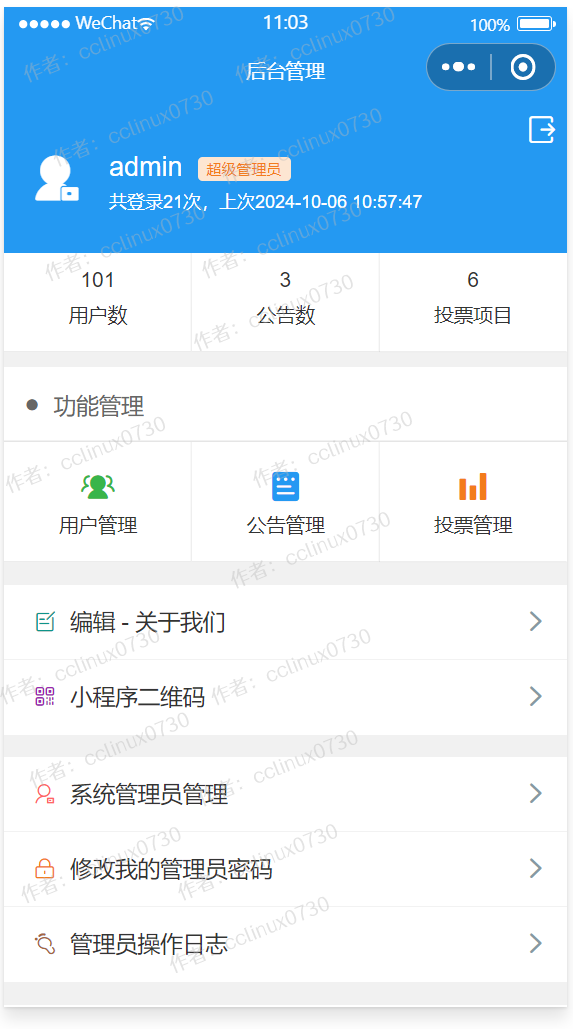 WeChat 11:03 100%
后台管理
admin 超级管理员
共登录21次，上次2024-10-06 10:57:47
101 3 6
用户数 公告数 投票项目
功能管理
用户管理 公告管理 投票管理
编辑 - 关于我们
小程序二维码
系统管理员管理
修改我的管理员密码
管理员操作日志
作者：cclinux0730